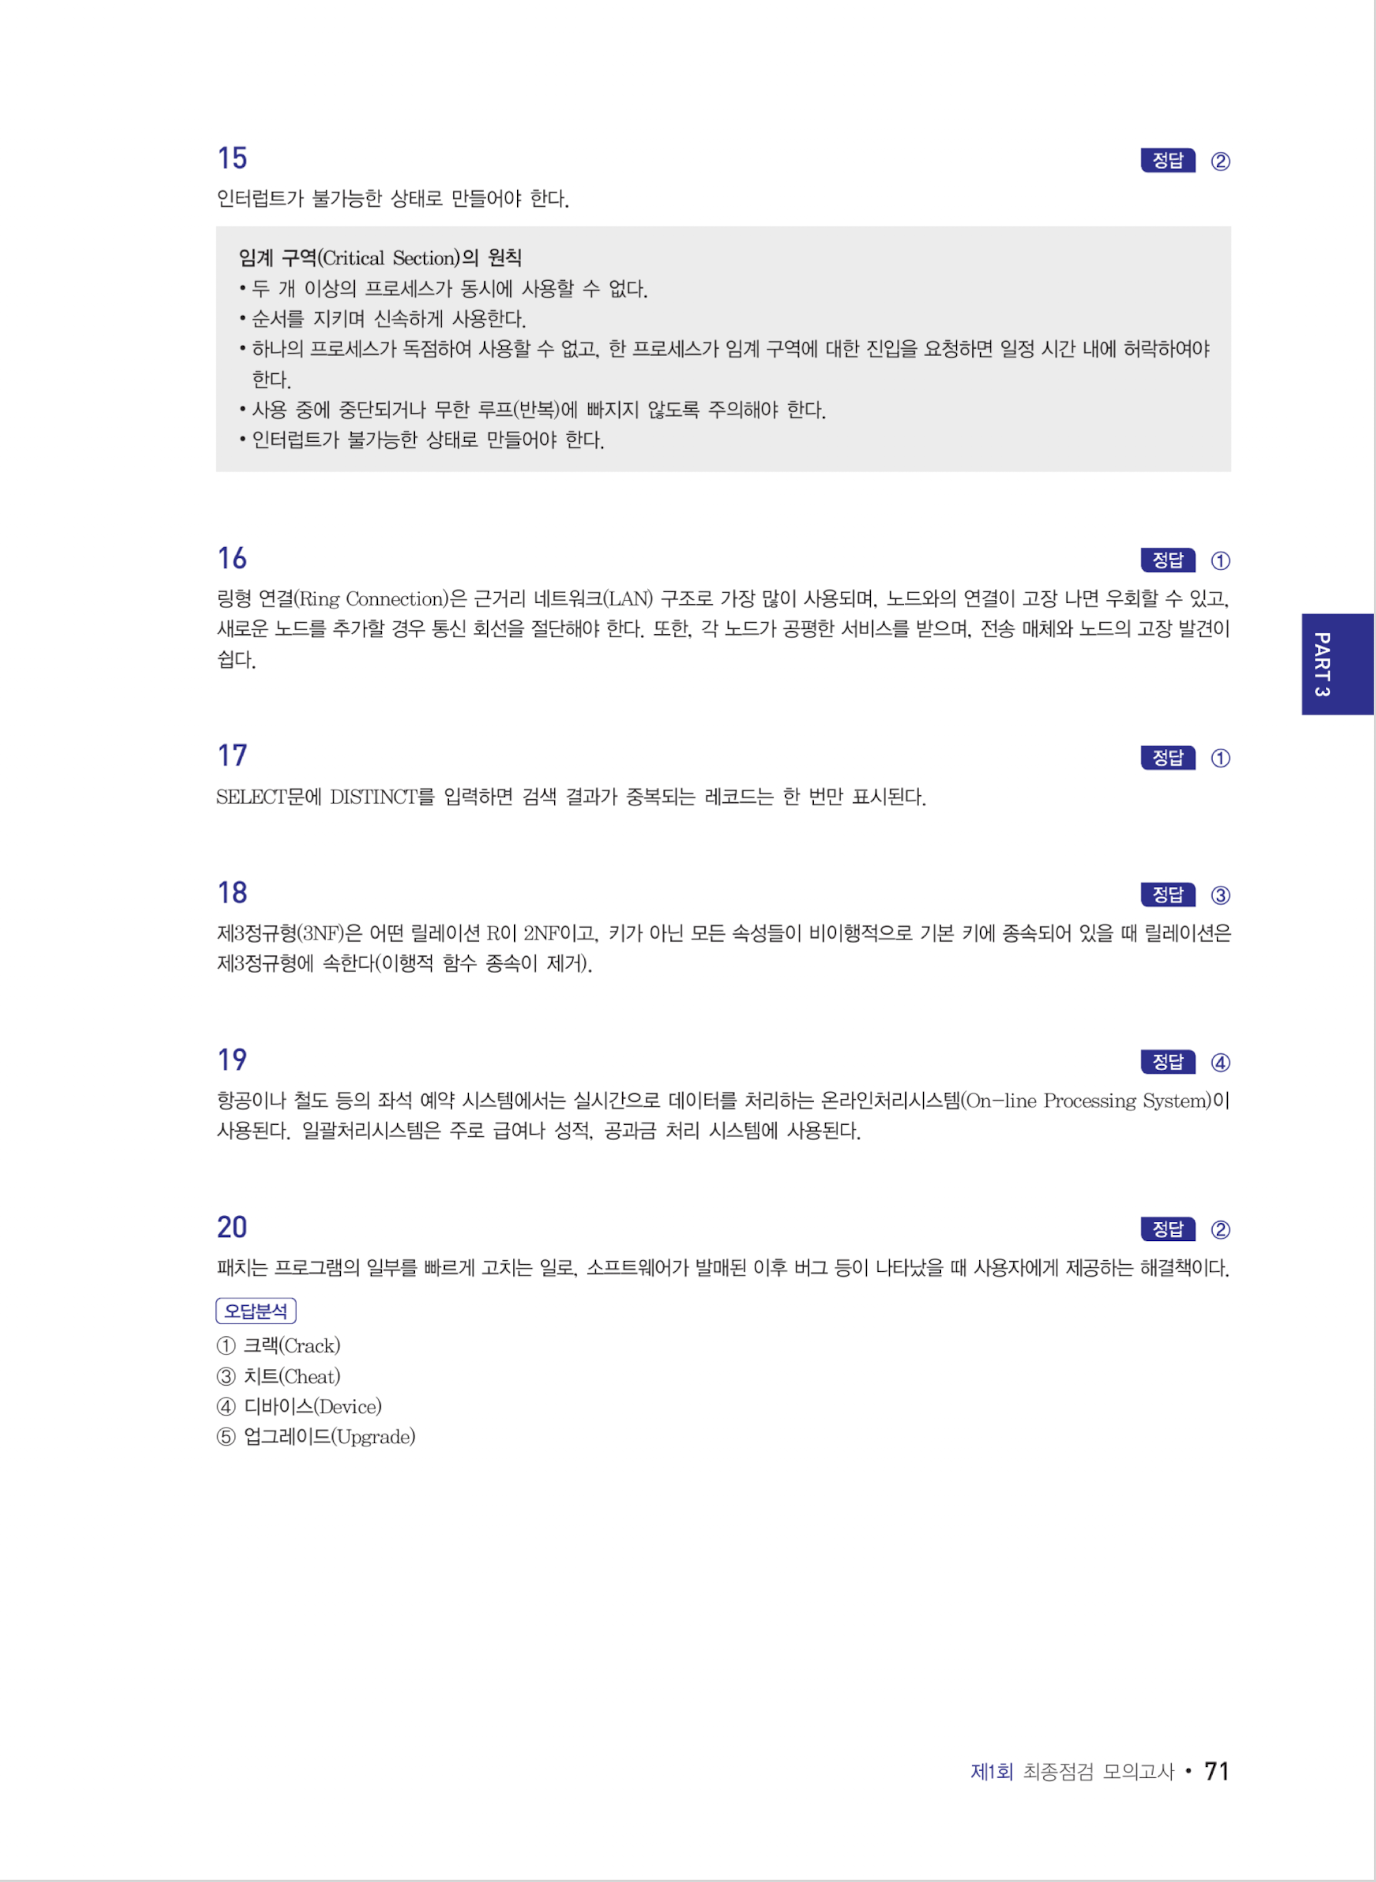 15
정답 ②
인터럽트가 불가능한 상태로 만들어야 한다.
임계 구역(Critical Section)의 원칙
• 두 개 이상의 프로세스가 동시에 사용할 수 없다.
• 순서를 지키며 신속하게 사용한다.
• 하나의 프로세스가 독점하여 사용할 수 없고, 한 프로세스가 임계 구역에 대한 진입을 요청하면 일정 시간 내에 허락하여야
한다.
• 사용 중에 중단되거나 무한 루프(반복)에 빠지지 않도록 주의해야 한다.
• 인터럽트가 불가능한 상태로 만들어야 한다.
16
정답 ①
링형 연결(Ring Connection)은 근거리 네트워크(LAN) 구조로 가장 많이 사용되며, 노드와의 연결이 고장 나면 우회할 수 있고,
새로운 노드를 추가할 경우 통신 회선을 절단해야 한다. 또한, 각 노드가 공평한 서비스를 받으며, 전송 매체와 노드의 고장 발견이
쉽다.
PART 3
17
정답 ①
SELECT문에 DISTINCT를 입력하면 검색 결과가 중복되는 레코드는 한 번만 표시된다.
18
정답 ③
제3정규형(3NF)은 어떤 릴레이션 R이 2NF이고, 키가 아닌 모든 속성들이 비이행적으로 기본 키에 종속되어 있을 때 릴레이션은
제3정규형에 속한다(이행적 함수 종속이 제거).
19
정답 ④
항공이나 철도 등의 좌석 예약 시스템에서는 실시간으로 데이터를 처리하는 온라인처리시스템(On-line Processing System)이
사용된다. 일괄처리시스템은 주로 급여나 성적, 공과금 처리 시스템에 사용된다.
20
정답 ②
패치는 프로그램의 일부를 빠르게 고치는 일로, 소프트웨어가 발매된 이후 버그 등이 나타났을 때 사용자에게 제공하는 해결책이다.
오답분석
① 크랙(Crack)
③ 치트(Cheat)
④ 디바이스(Device)
⑤ 업그레이드(Upgrade)
제1회 최종점검 모의고사 • 71